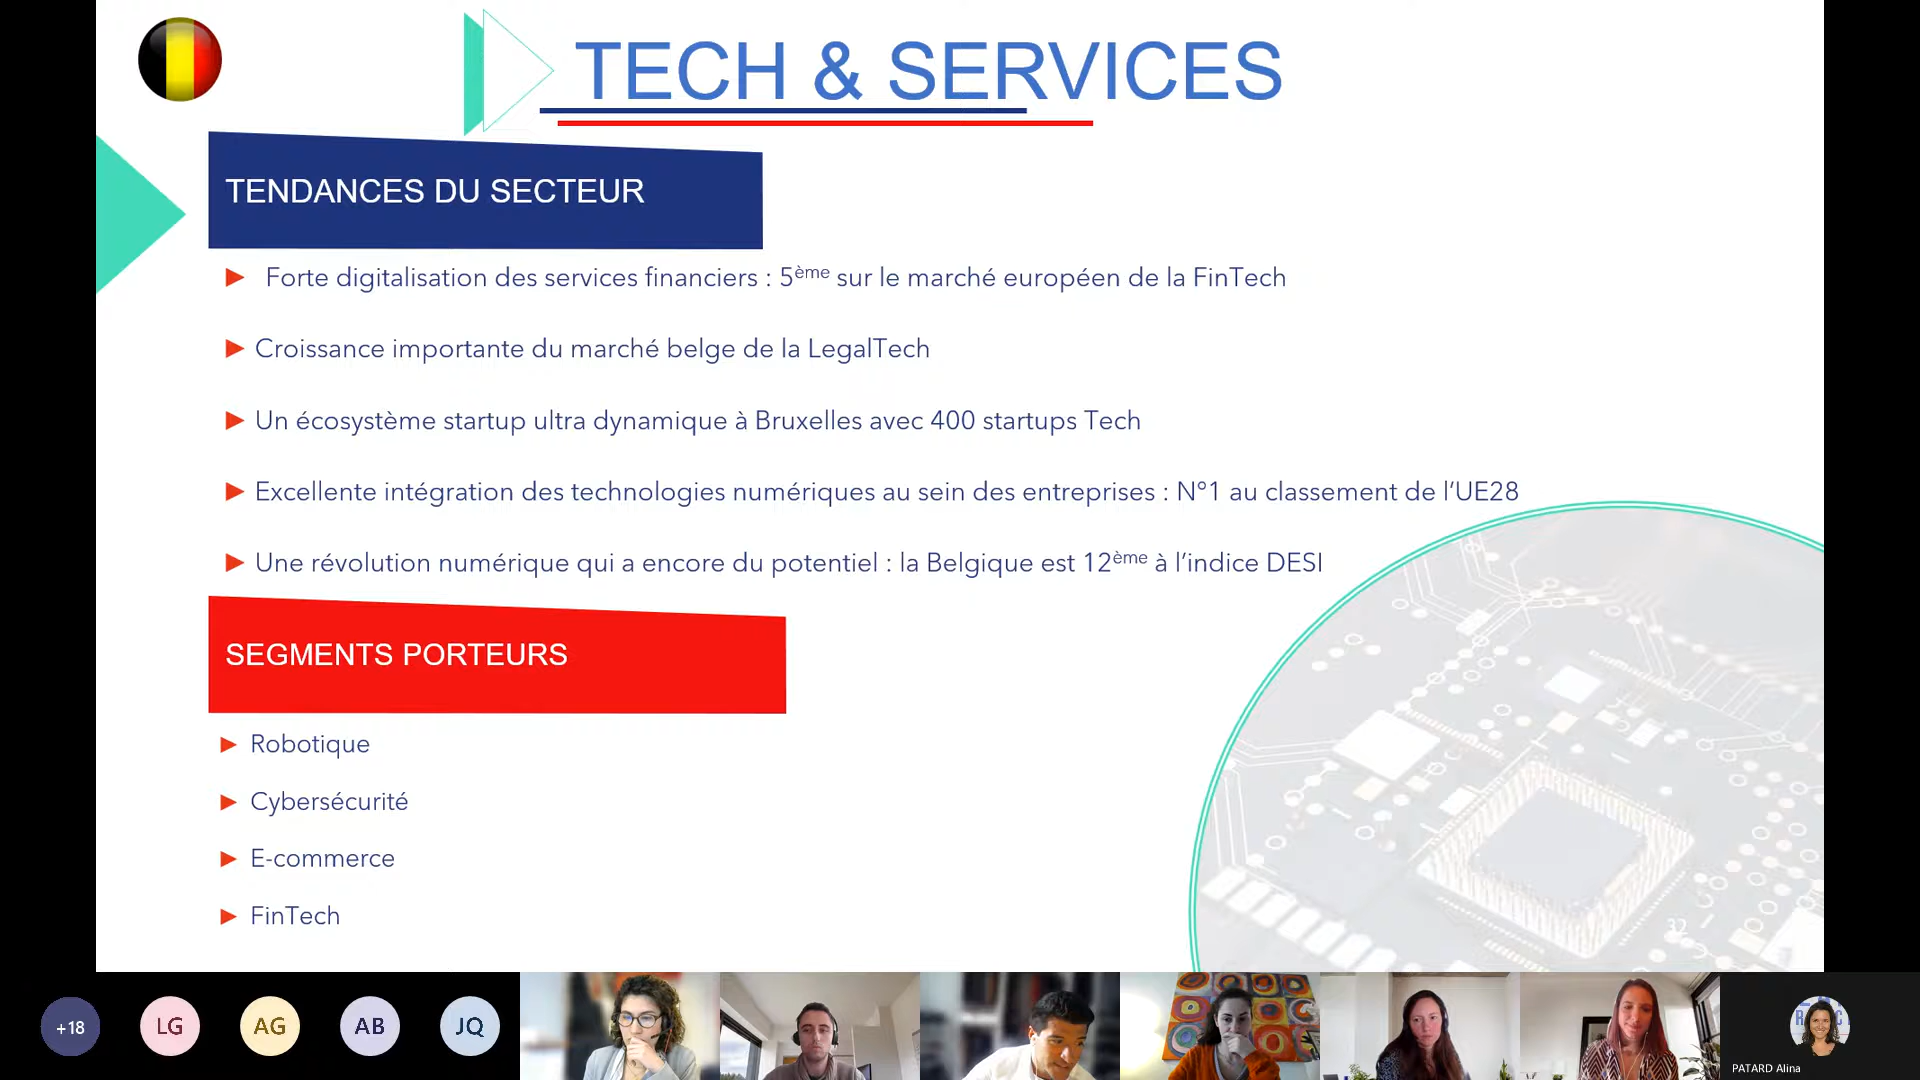 TECH & SERVICES
TENDANCES DU SECTEUR
Forte digitalisation des services financiers : 5ème sur le marché européen de la FinTech
Croissance importante du marché belge de la LegalTech
Un écosystème startup ultra dynamique à Bruxelles avec 400 startups Tech
Excellente intégration des technologies numériques au sein des entreprises : N°1 au classement de l’UE28
Une révolution numérique qui a encore du potentiel : la Belgique est 12ème à l’indice DESI
SEGMENTS PORTEURS
Robotique
Cybersécurité
E-commerce
FinTech
32
+18
LG
AG
AB
JQ
PATARD Alina